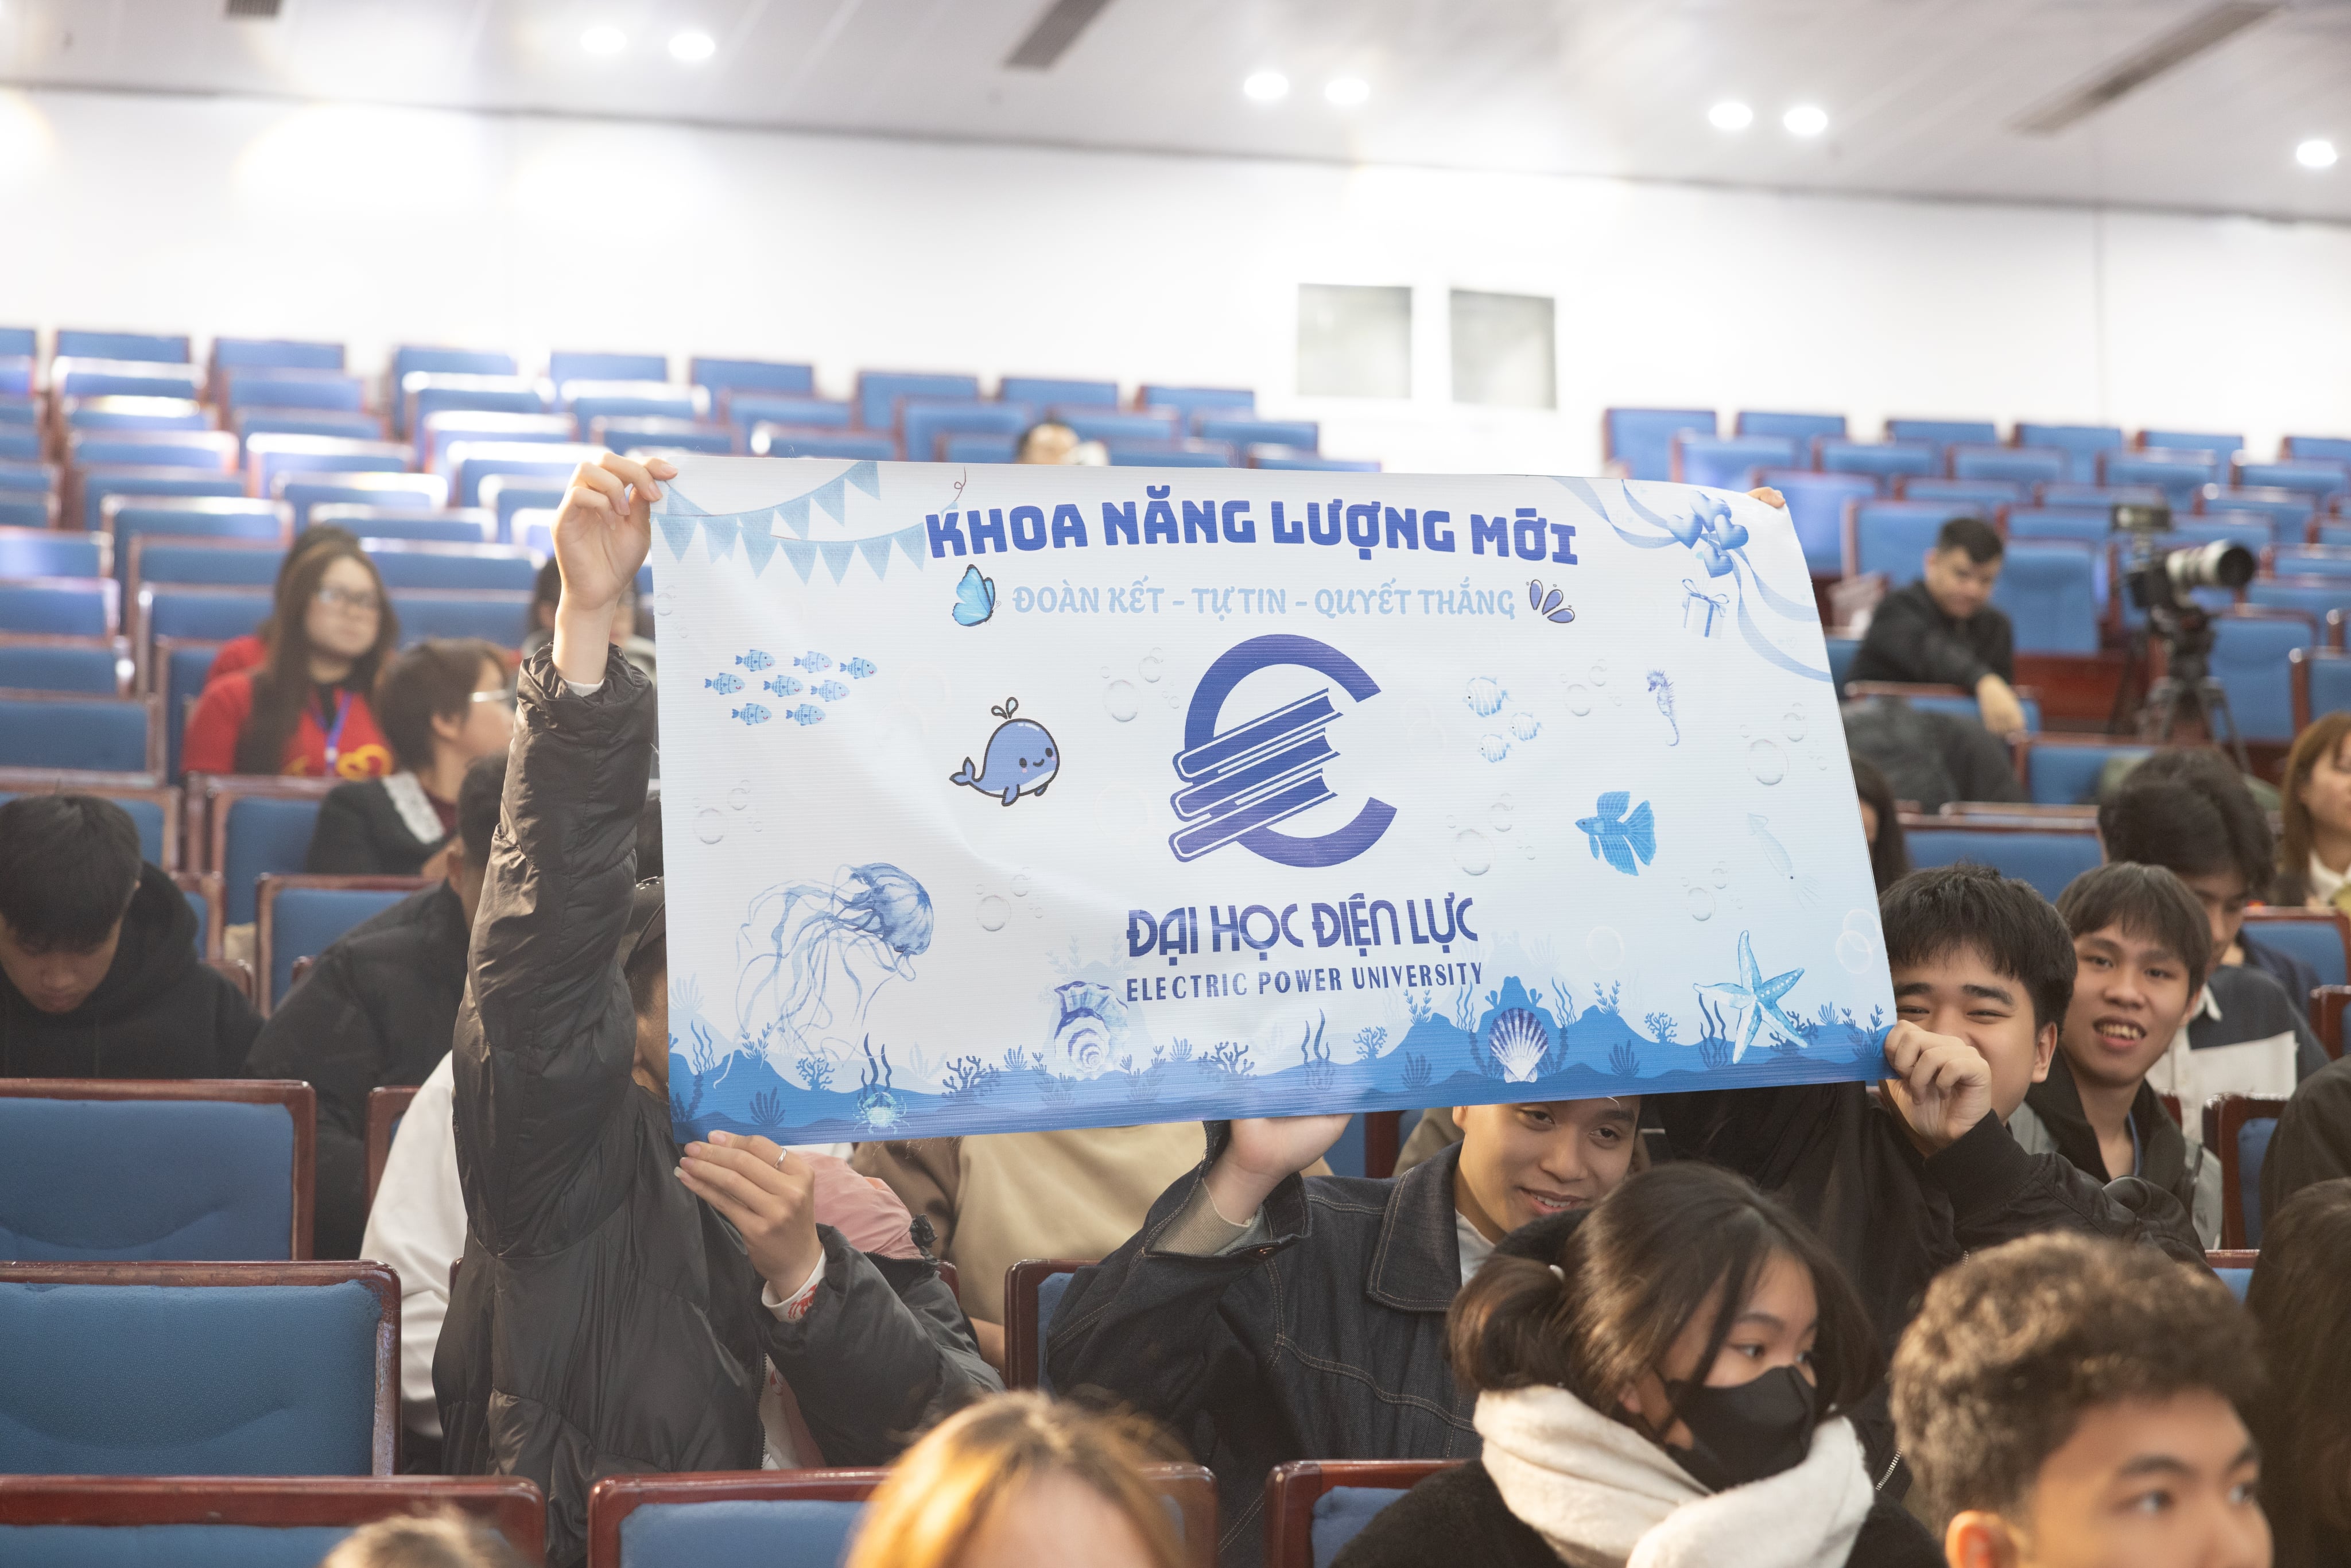 KHOA NĂNG LƯỢNG MỚI
ĐOÀN KẾT - TỰ TIN - QUYẾT THẮNG
ĐẠI HỌC ĐIỆN LỰC
ELECTRIC POWER UNIVERSITY